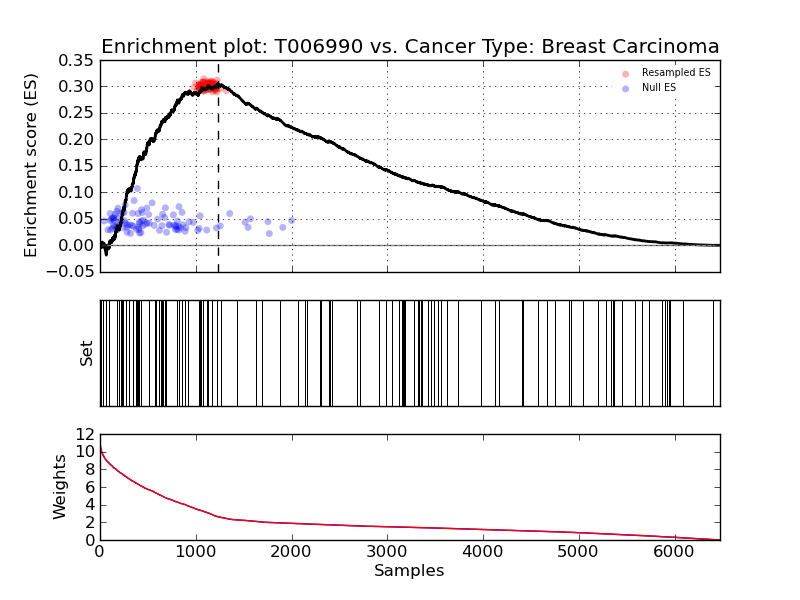 Enrichment plot: T006990 vs. Cancer Type: Breast Carcinoma
Enrichment score (ES)
0.35
0.30
0.25
0.20
0.15
0.10
0.05
0.00
−0.05
Resampled ES
Null ES
Set
Weights
12
10
8
6
4
2
0
0 1000 2000 3000 4000 5000 6000
Samples